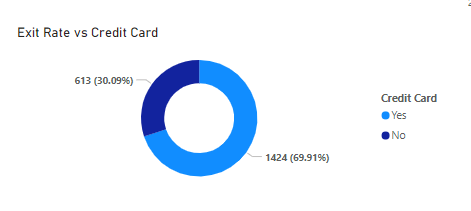 Exit Rate vs Credit Card
613 (30.09%)
Credit Card
Yes
No
1424 (69.91%)